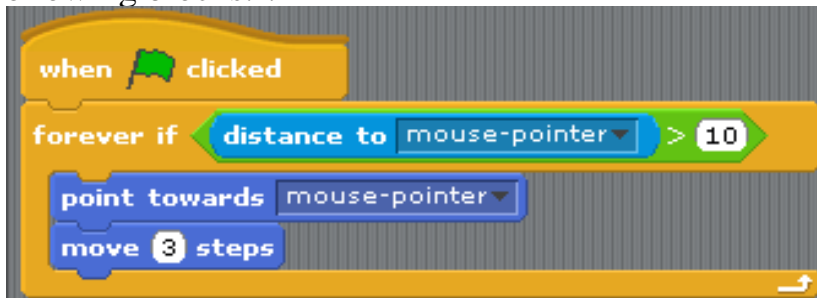 when clicked
forever if distance to mouse-pointer > 10
point towards mouse-pointer
move 3 steps